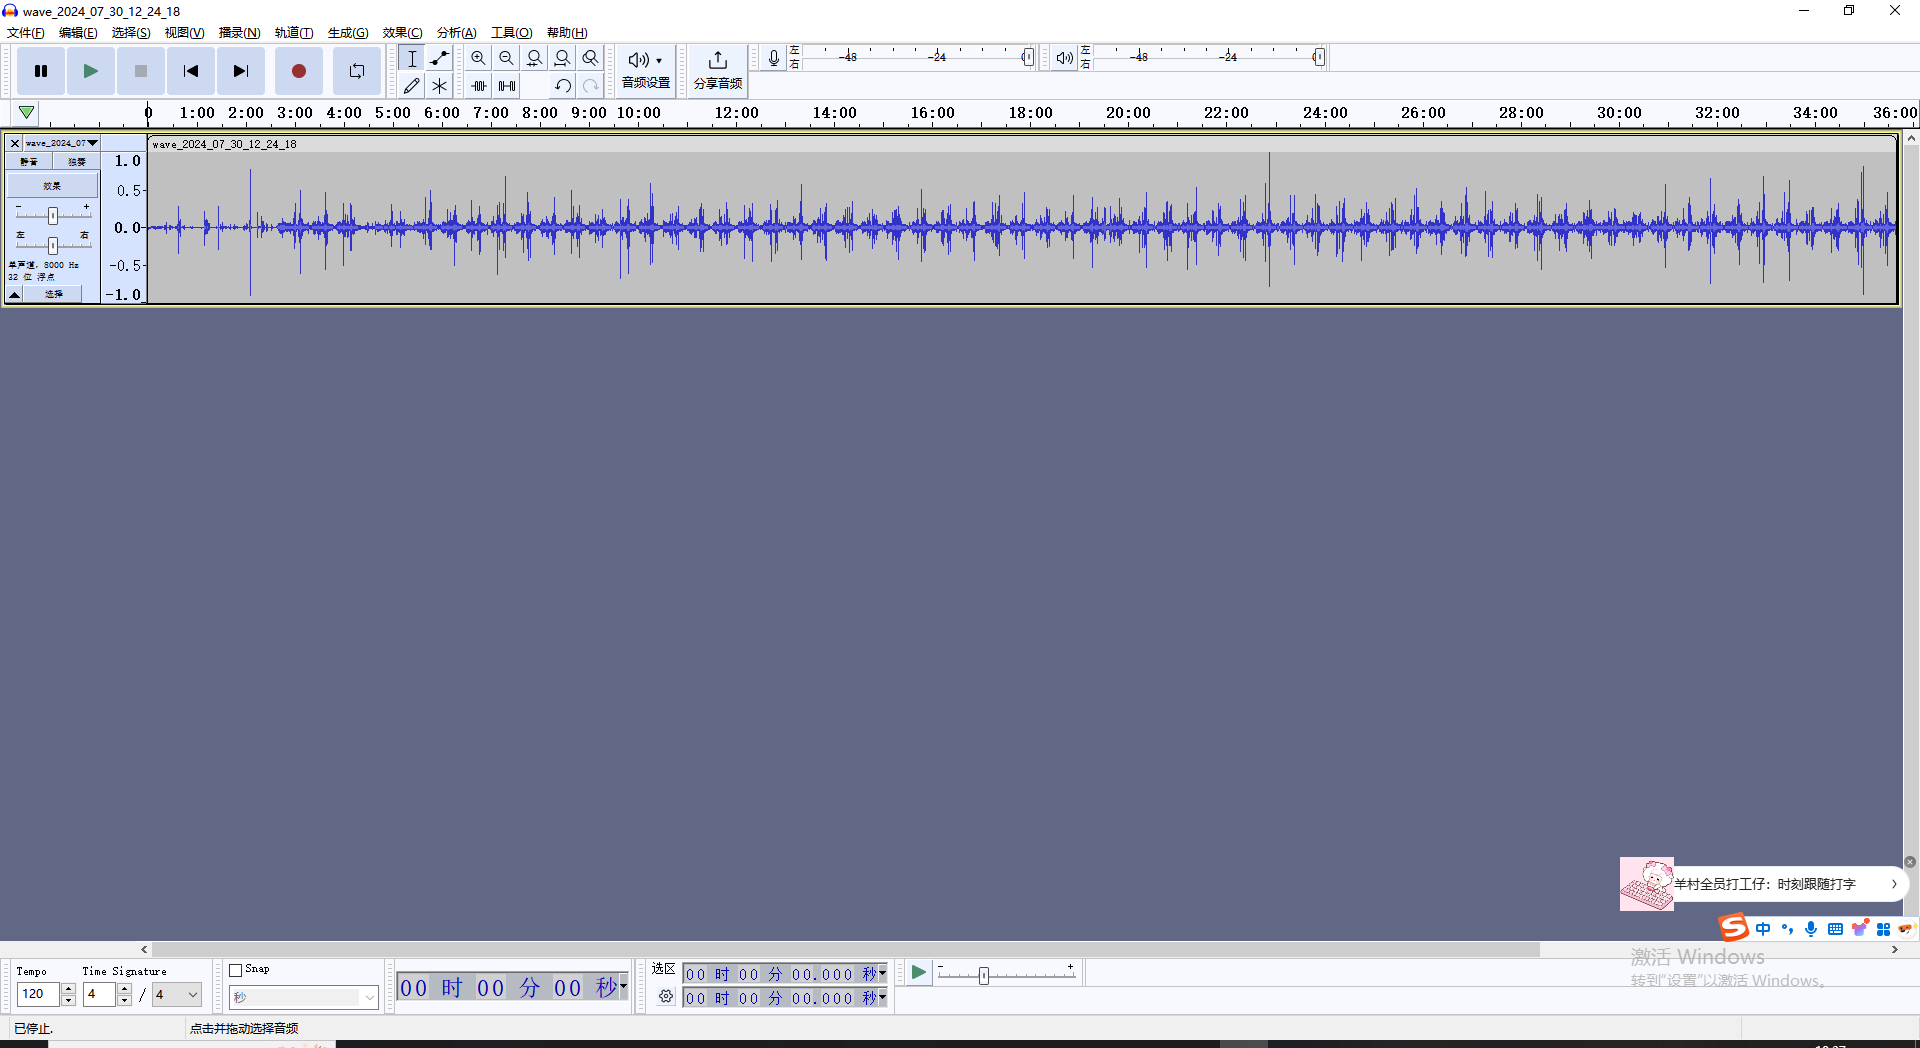 wave_2024_07_30_12_24_18
文件(F) 编辑(E) 选择(S) 视图(V) 播录(N) 轨道(T) 生成(G) 效果(C) 分析(A) 工具(O) 帮助(H)
音频设置
分享音频
左 -48 -24 0
右
左 -48 -24 0
右
0 1:00 2:00 3:00 4:00 5:00 6:00 7:00 8:00 9:00 10:00 12:00 14:00 16:00 18:00 20:00 22:00 24:00 26:00 28:00 30:00 32:00 34:00 36:00
wave_2024_07
wave_2024_07_30_12_24_18
静音 独奏
效果
- +
左 右
单声道, 8000 Hz
32 位 浮点
选择
1.0
0.5
0.0
-0.5
-1.0
羊村全员打工仔：时刻跟随打字
S 中
激活 Windows
转到“设置”以激活 Windows。
Tempo Time Signature
120 4 / 4
Snap
秒
00 时 00 分 00 秒
选区
00 时 00 分 00.000 秒
00 时 00 分 00.000 秒
- +
已停止. 点击并拖动选择音频